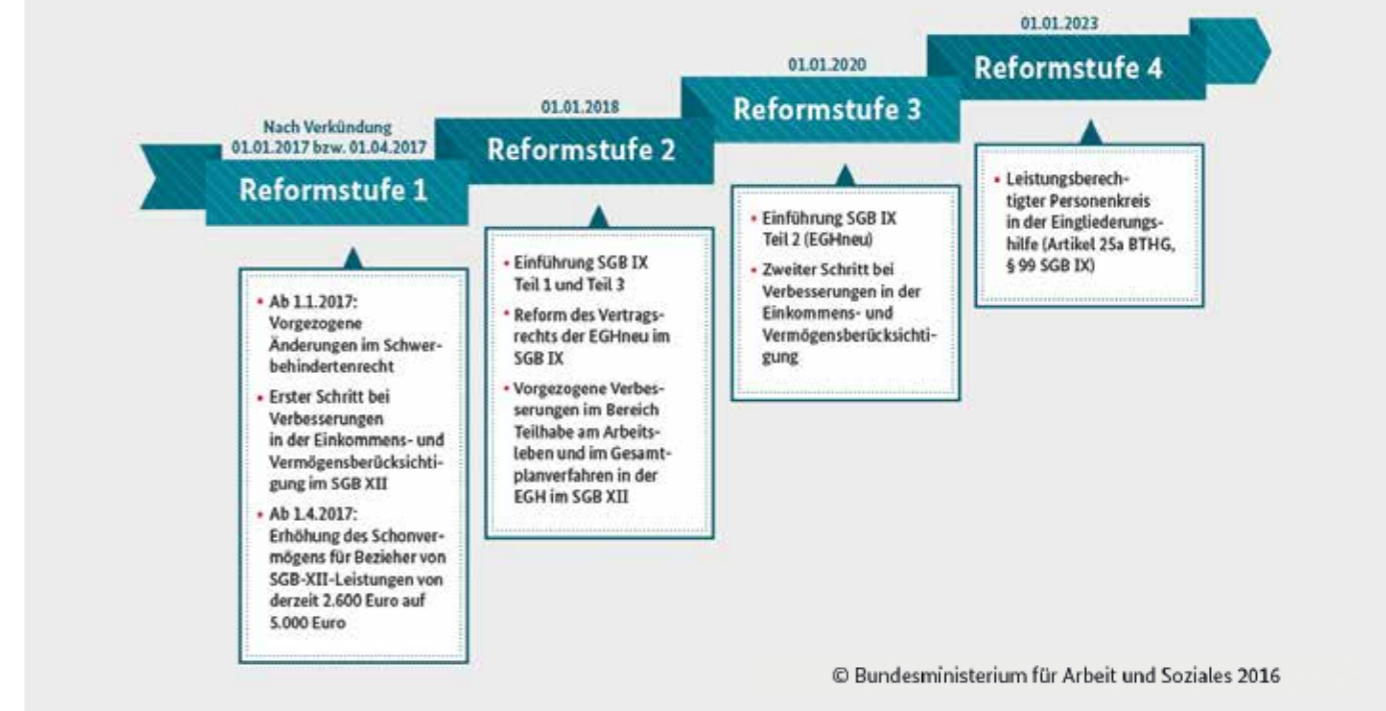 Nach Verkündung
01.01.2017 bzw. 01.04.2017
Reformstufe 1
• Ab 1.1.2017:
Vorgezogene
Änderungen im Schwer-
behindertenrecht
• Erster Schritt bei
Verbesserungen
in der Einkommens- und
Vermögensberücksichti-
gung im SGB XII
• Ab 1.4.2017:
Erhöhung des Schonver-
mögens für Bezieher von
SGB-XII-Leistungen von
derzeit 2.600 Euro auf
5.000 Euro
01.01.2018
Reformstufe 2
• Einführung SGB IX
Teil 1 und Teil 3
• Reform des Vertrags-
rechts der EGHneu im
SGB IX
• Vorgezogene Verbes-
serungen im Bereich
Teilhabe am Arbeits-
leben und im Gesamt-
planverfahren in der
EGH im SGB XII
01.01.2020
Reformstufe 3
• Einführung SGB IX
Teil 2 (EGHneu)
• Zweiter Schritt bei
Verbesserungen in der
Einkommens- und
Vermögensberücksichti-
gung
01.01.2023
Reformstufe 4
• Leistungsberech-
tigter Personenkreis
in der Eingliederungs-
hilfe (Artikel 25a BTHG,
§ 99 SGB IX)
© Bundesministerium für Arbeit und Soziales 2016